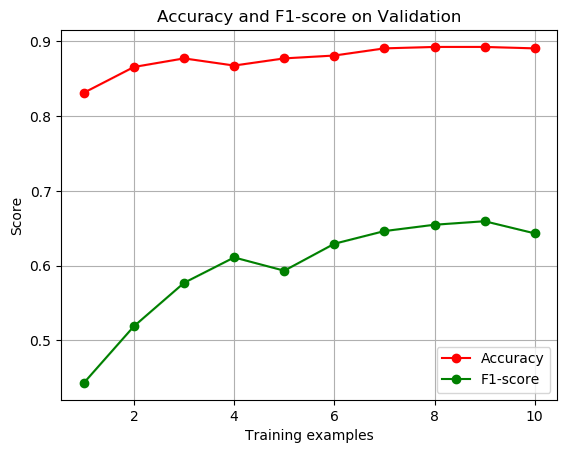 Accuracy and F1-score on Validation
0.9
0.8
0.7
0.6
0.5
Score
2
4
6
8
10
Training examples
Accuracy
F1-score